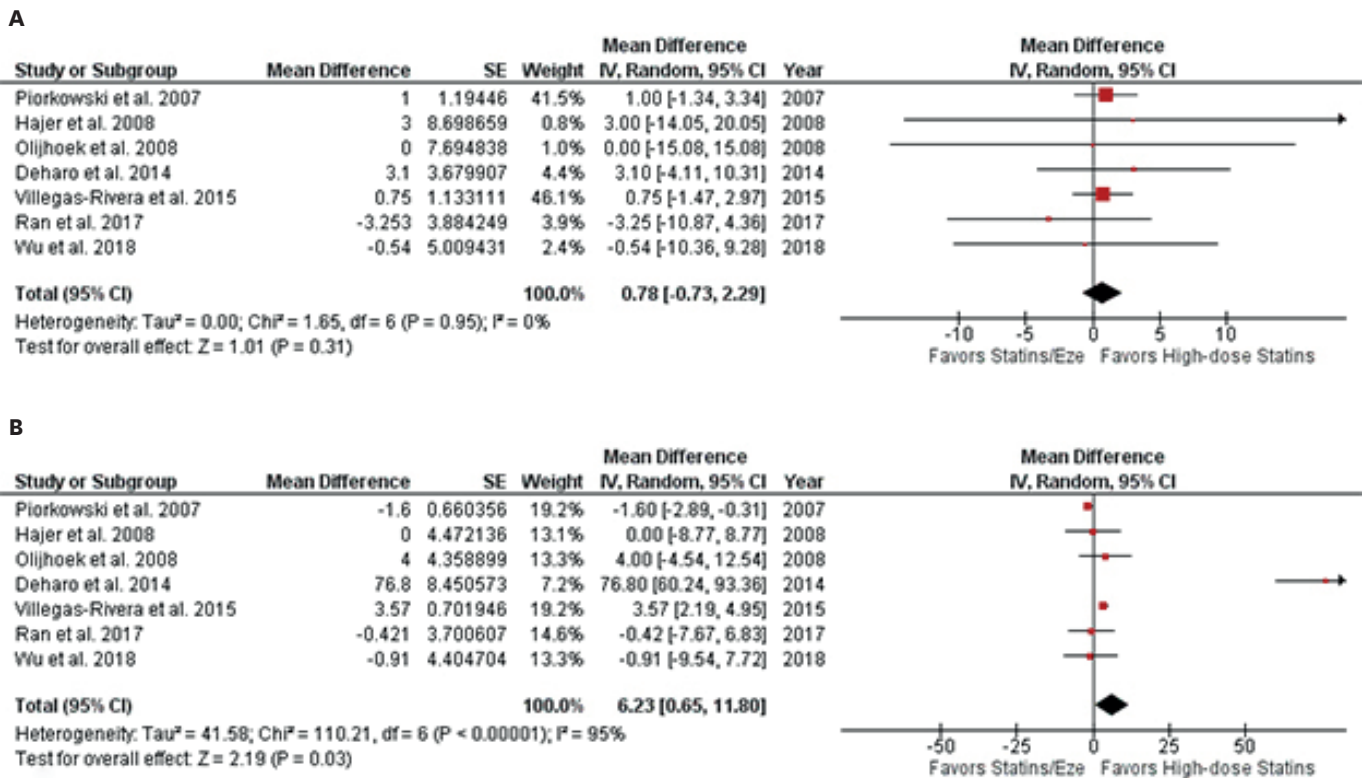 A
Mean Difference Mean Difference
Study or Subgroup Mean Difference SE Weight IV, Random, 95% CI Year IV, Random, 95% CI
Piorkowski et al. 2007 1 1.19446 41.5% 1.00 [-1.34, 3.34] 2007
Hajer et al. 2008 3 8.698659 0.8% 3.00 [-14.05, 20.05] 2008
Olijhoek et al. 2008 0 7.694838 1.0% 0.00 [-15.08, 15.08] 2008
Deharo et al. 2014 3.1 3.679907 4.4% 3.10 [-4.11, 10.31] 2014
Villegas-Rivera et al. 2015 0.75 1.133111 46.1% 0.75 [-1.47, 2.97] 2015
Ran et al. 2017 -3.253 3.884249 3.9% -3.25 [-10.87, 4.36] 2017
Wu et al. 2018 -0.54 5.009431 2.4% -0.54 [-10.36, 9.28] 2018
Total (95% CI) 100.0% 0.78 [-0.73, 2.29]
Heterogeneity: Tau² = 0.00; Chi² = 1.65, df = 6 (P = 0.95); I² = 0%
Test for overall effect: Z = 1.01 (P = 0.31)
-10 -5 0 5 10
Favors Statins/Eze Favors High-dose Statins
B
Mean Difference Mean Difference
Study or Subgroup Mean Difference SE Weight IV, Random, 95% CI Year IV, Random, 95% CI
Piorkowski et al. 2007 -1.6 0.660356 19.2% -1.60 [-2.89, -0.31] 2007
Hajer et al. 2008 0 4.472136 13.1% 0.00 [-8.77, 8.77] 2008
Olijhoek et al. 2008 4 4.358899 13.3% 4.00 [-4.54, 12.54] 2008
Deharo et al. 2014 76.8 8.450573 7.2% 76.80 [60.24, 93.36] 2014
Villegas-Rivera et al. 2015 3.57 0.701946 19.2% 3.57 [2.19, 4.95] 2015
Ran et al. 2017 -0.421 3.700607 14.6% -0.42 [-7.67, 6.83] 2017
Wu et al. 2018 -0.91 4.404704 13.3% -0.91 [-9.54, 7.72] 2018
Total (95% CI) 100.0% 6.23 [0.65, 11.80]
Heterogeneity: Tau² = 41.58; Chi² = 110.21, df = 6 (P < 0.00001); I² = 95%
Test for overall effect: Z = 2.19 (P = 0.03)
-50 -25 0 25 50
Favors Statins/Eze Favors High-dose Statins